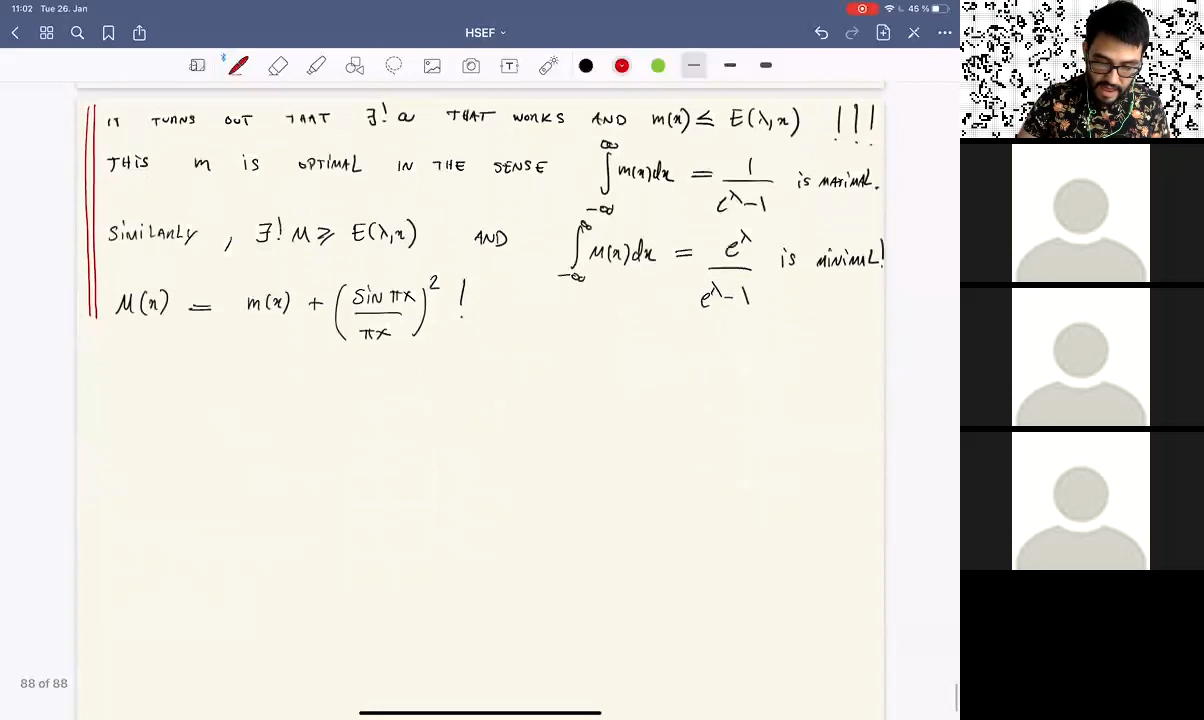 11:02 Tue 26. Jan
45 %
HSEF
IT TURNS OUT THAT ∃! a THAT WORKS AND m(x) ≤ E(λ,x) !!!
THIS m IS OPTIMAL IN THE SENSE ∫_{-∞}^{∞} m(x)dx = 1/(e^λ-1) IS MAXIMAL.
SIMILARLY, ∃! M ≥ E(λ,x) AND ∫_{-∞}^{∞} M(x)dx = e^λ/(e^λ-1) IS MINIMAL!
M(x) = m(x) + (sin πx/πx)^2 !
88 of 88